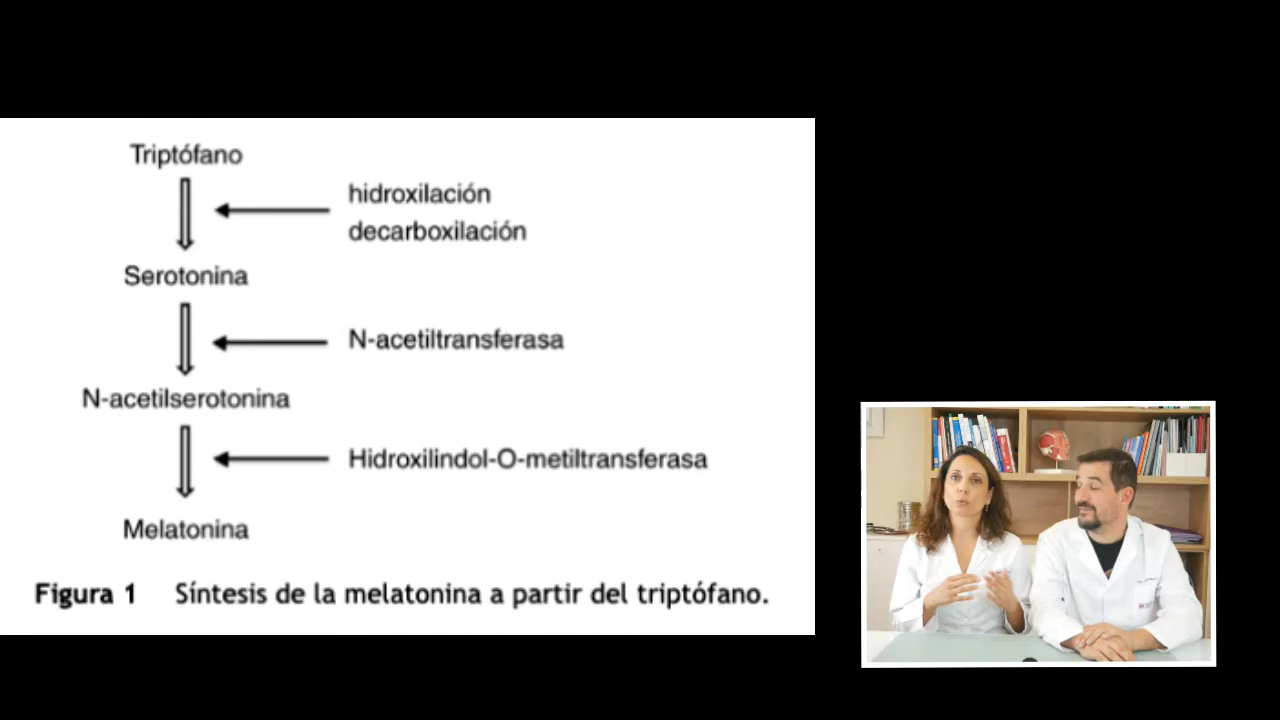 Triptófano
hidroxilación
decarboxilación
Serotonina
N-acetiltransferasa
N-acetilserotonina
Hidroxilindol-O-metiltransferasa
Melatonina
Figura 1 Síntesis de la melatonina a partir del triptófano.